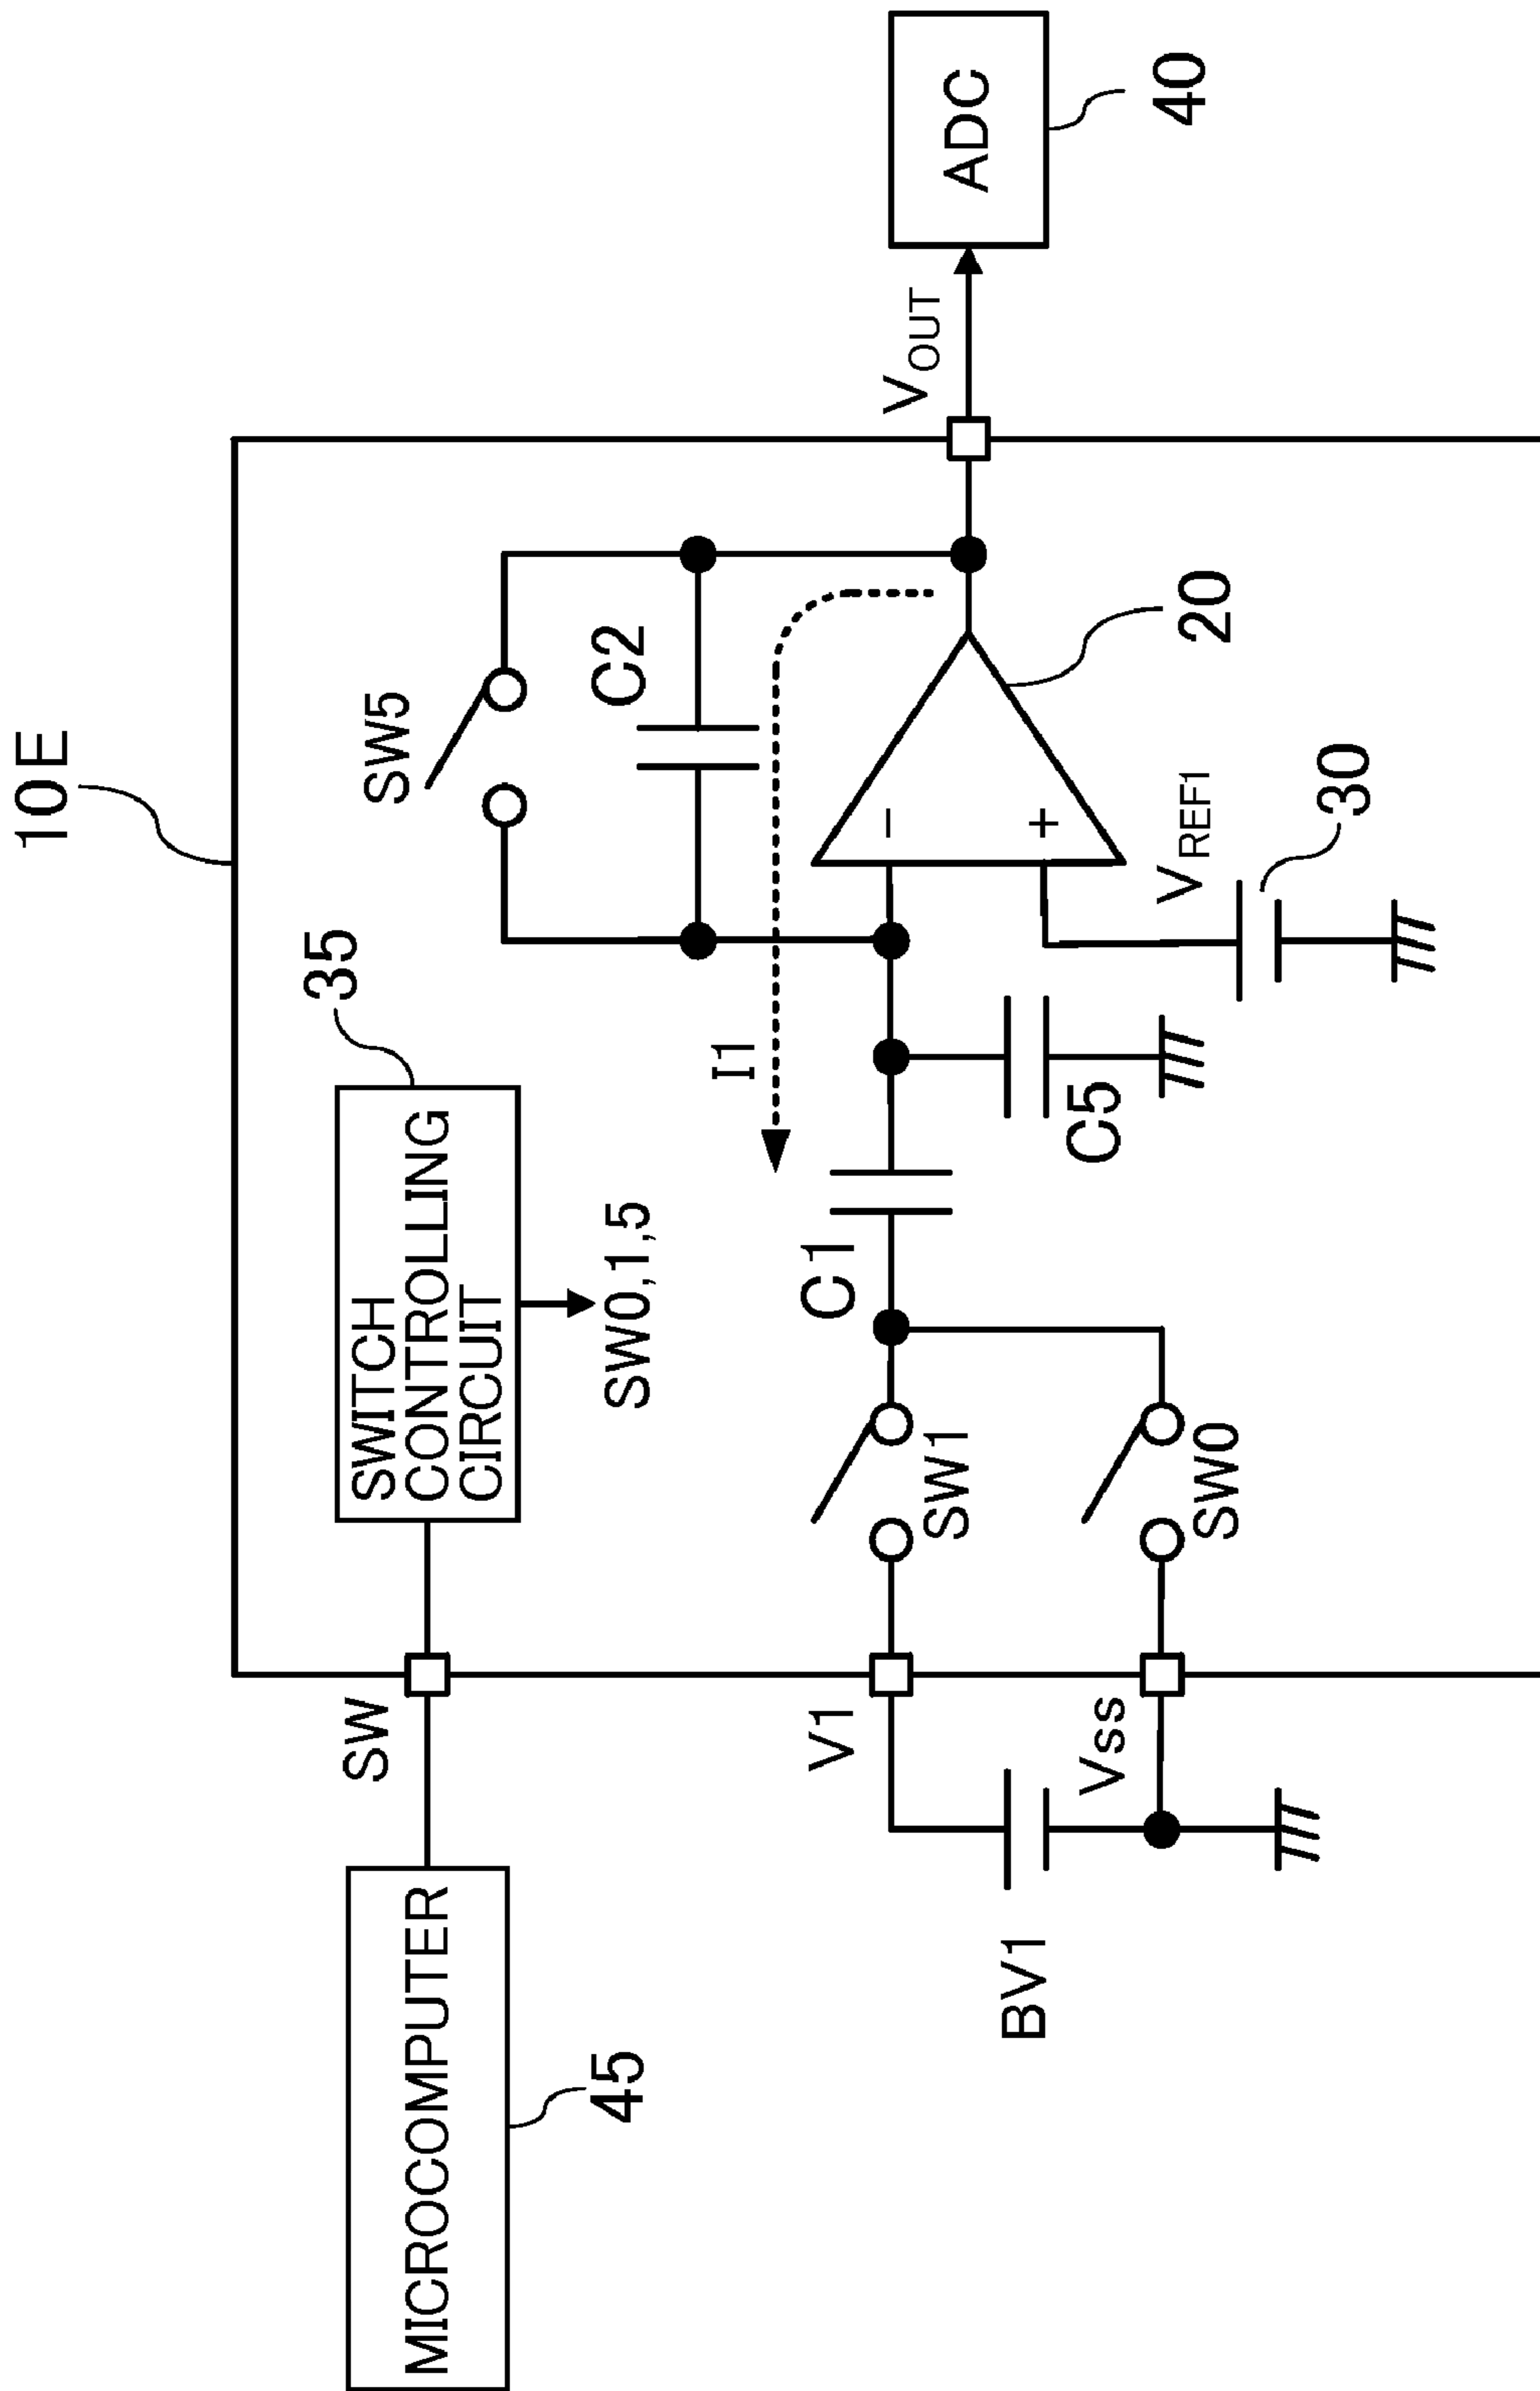 10E
MICROCOMPUTER
45
SW
SWITCH
CONTROLLING
CIRCUIT
35
SW0,1,5
SW5
C2
I1
V1
BV1
Vss
SW1
SW0
C1
C5
−
+
20
VREF1
30
VOUT
ADC
40